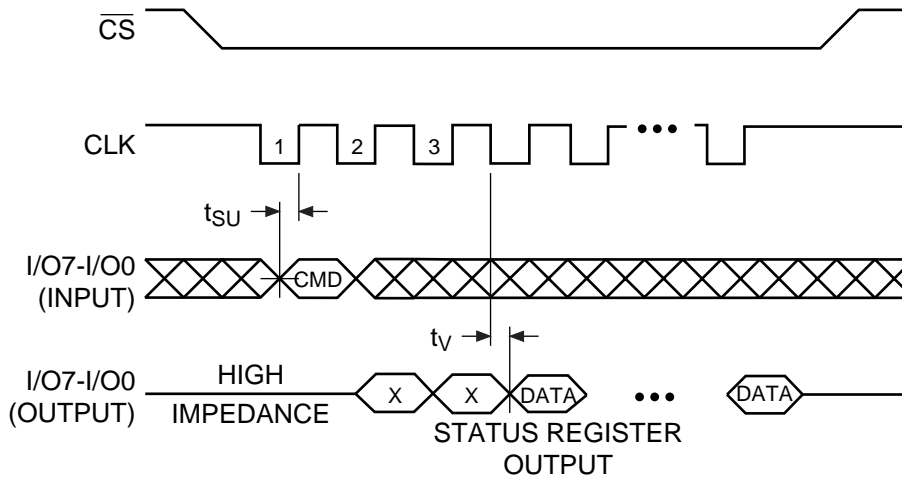 CS
CLK
1 2 3
tSU
I/O7-I/O0
(INPUT)
CMD
tV
I/O7-I/O0
(OUTPUT)
HIGH
IMPEDANCE
X X DATA DATA
STATUS REGISTER
OUTPUT